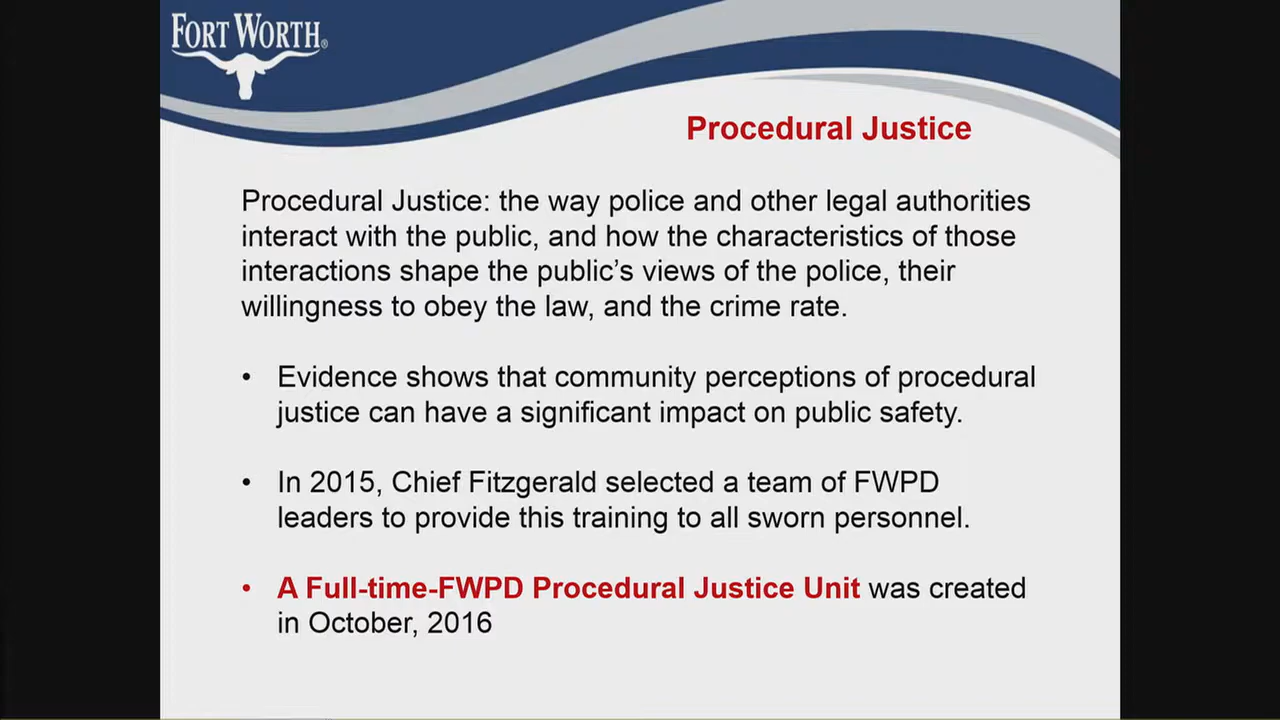 FORT WORTH®
Procedural Justice
Procedural Justice: the way police and other legal authorities
interact with the public, and how the characteristics of those
interactions shape the public’s views of the police, their
willingness to obey the law, and the crime rate.
• Evidence shows that community perceptions of procedural
justice can have a significant impact on public safety.
• In 2015, Chief Fitzgerald selected a team of FWPD
leaders to provide this training to all sworn personnel.
• A Full-time-FWPD Procedural Justice Unit was created
in October, 2016